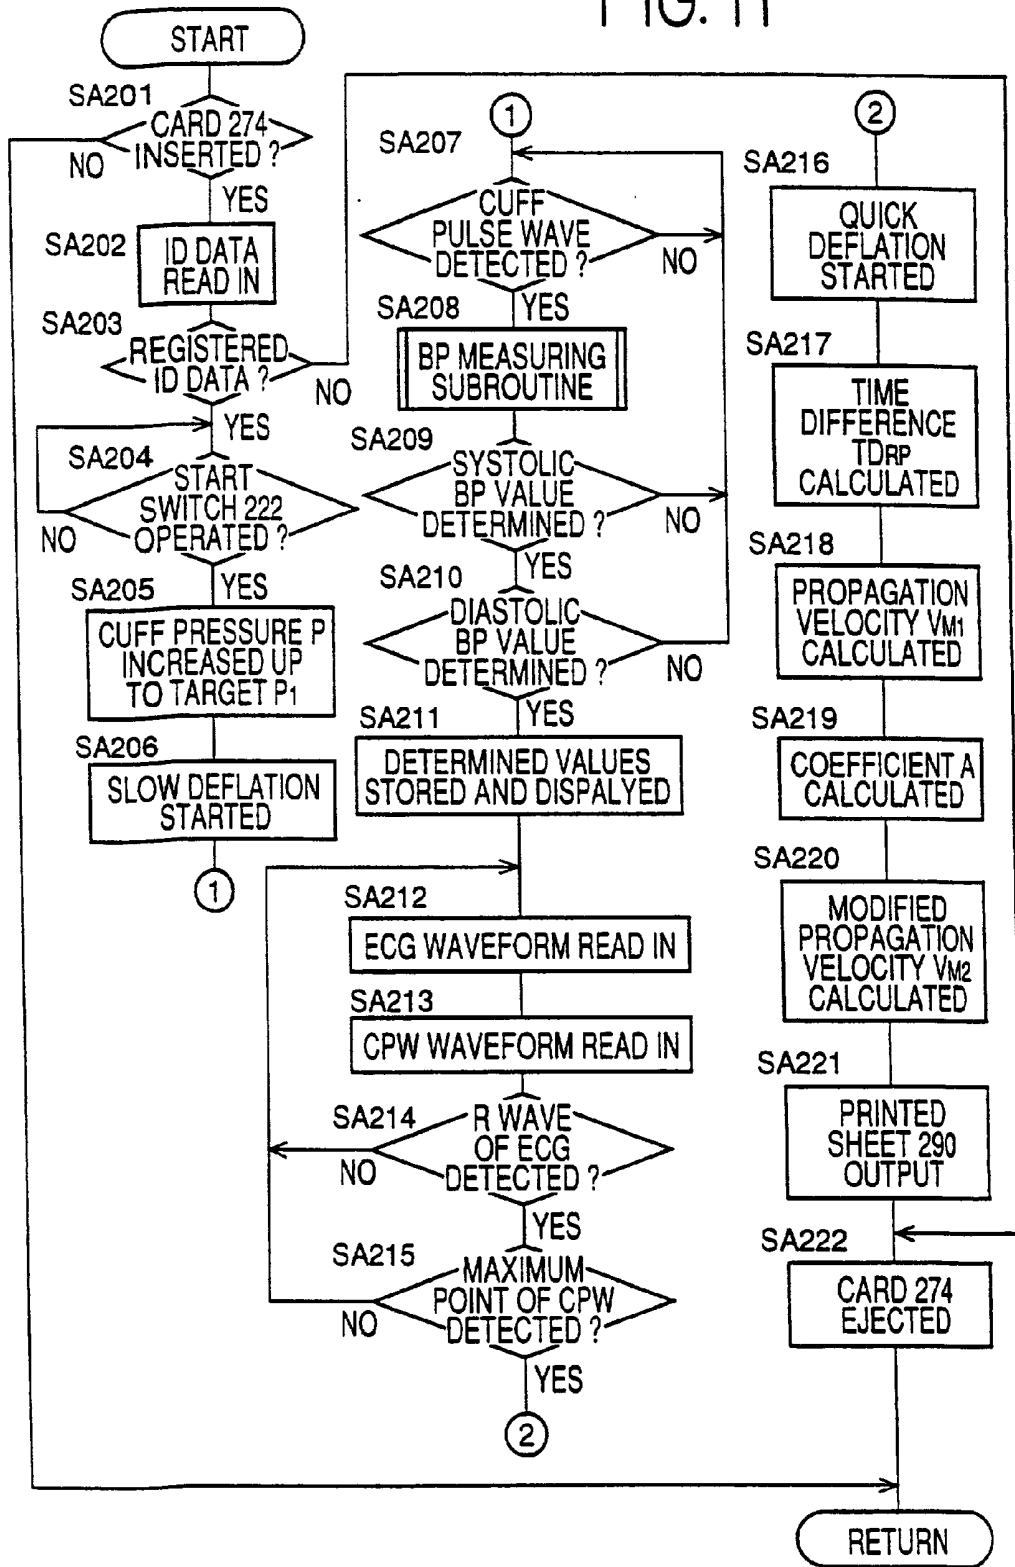 FIG. 11
START
SA201
CARD 274
INSERTED ?
NO
YES
SA202
ID DATA
READ IN
SA203
REGISTERED
ID DATA ?
NO
YES
SA204
START
SWITCH 222
OPERATED ?
NO
YES
SA205
CUFF PRESSURE P
INCREASED UP
TO TARGET P1
SA206
SLOW DEFLATION
STARTED
1
1
SA207
CUFF
PULSE WAVE
DETECTED ?
NO
YES
SA208
BP MEASURING
SUBROUTINE
SA209
SYSTOLIC
BP VALUE
DETERMINED ?
NO
YES
SA210
DIASTOLIC
BP VALUE
DETERMINED ?
NO
YES
SA211
DETERMINED VALUES
STORED AND DISPALYED
SA212
ECG WAVEFORM READ IN
SA213
CPW WAVEFORM READ IN
SA214
R WAVE
OF ECG
DETECTED ?
NO
YES
SA215
MAXIMUM
POINT OF CPW
DETECTED ?
NO
YES
2
2
SA216
QUICK
DEFLATION
STARTED
SA217
TIME
DIFFERENCE
TDRP
CALCULATED
SA218
PROPAGATION
VELOCITY VM1
CALCULATED
SA219
COEFFICIENT A
CALCULATED
SA220
MODIFIED
PROPAGATION
VELOCITY VM2
CALCULATED
SA221
PRINTED
SHEET 290
OUTPUT
SA222
CARD 274
EJECTED
RETURN